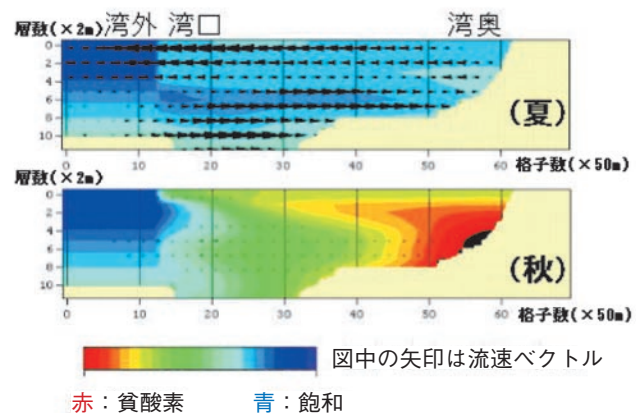 層数(×2m) 湾外 湾口 湾奥
0
2
4
6
8
10
(夏)
0 10 20 30 40 50 60 格子数(×50m)
層数(×2m)
0
2
4
6
8
10
(秋)
0 10 20 30 40 50 60 格子数(×50m)
図中の矢印は流速ベクトル
赤：貧酸素 青：飽和